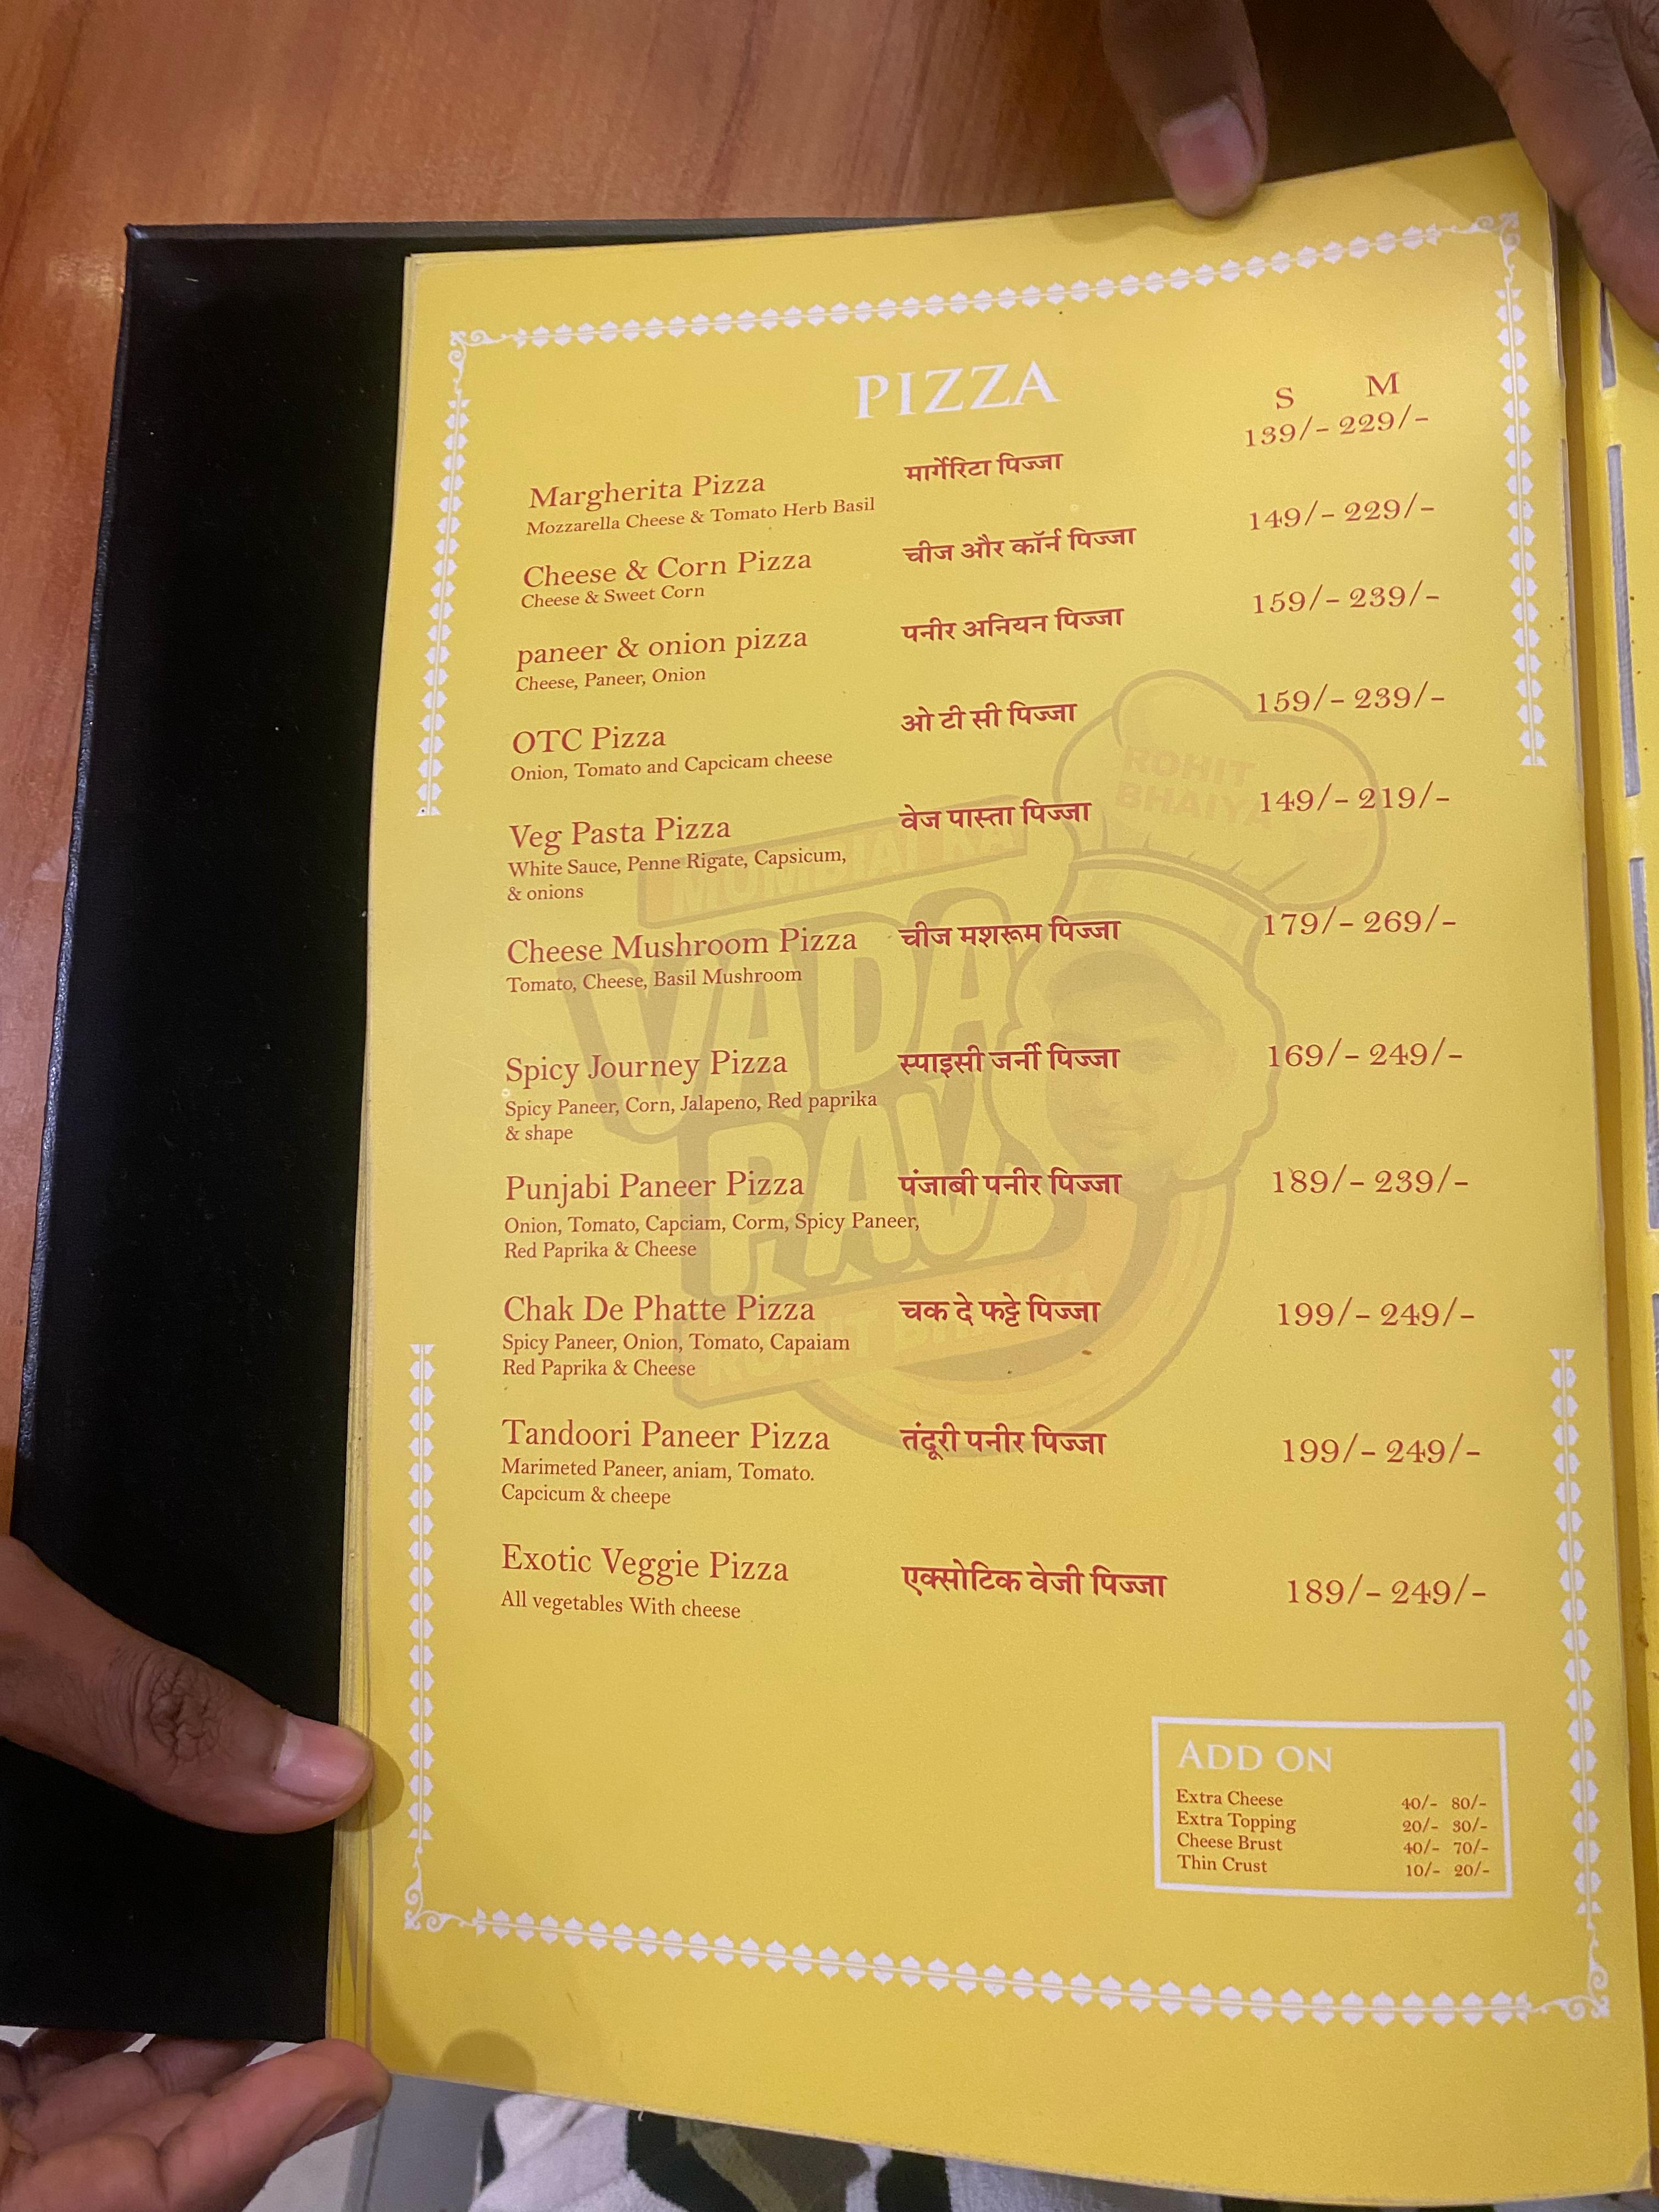 PIZZA
S M
139/- 229/-
Margherita Pizza मार्गेरिटा पिज्जा
Mozzarella Cheese & Tomato Herb Basil
Cheese & Corn Pizza चीज और कॉर्न पिज्जा 149/- 229/-
Cheese & Sweet Corn
paneer & onion pizza पनीर अनियन पिज्जा 159/- 239/-
Cheese, Paneer, Onion
OTC Pizza ओ टी सी पिज्जा 159/- 239/-
Onion, Tomato and Capcicam cheese
Veg Pasta Pizza वेज पास्ता पिज्जा 149/- 219/-
White Sauce, Penne Rigate, Capsicum,
& onions
Cheese Mushroom Pizza चीज मशरूम पिज्जा 179/- 269/-
Tomato, Cheese, Basil Mushroom
Spicy Journey Pizza स्पाइसी जर्नी पिज्जा 169/- 249/-
Spicy Paneer, Corn, Jalapeno, Red paprika
& shape
Punjabi Paneer Pizza पंजाबी पनीर पिज्जा 189/- 239/-
Onion, Tomato, Capciam, Corm, Spicy Paneer,
Red Paprika & Cheese
Chak De Phatte Pizza चक दे फट्टे पिज्जा 199/- 249/-
Spicy Paneer, Onion, Tomato, Capaiam
Red Paprika & Cheese
Tandoori Paneer Pizza तंदूरी पनीर पिज्जा 199/- 249/-
Marimeted Paneer, aniam, Tomato.
Capcicum & cheepe
Exotic Veggie Pizza एक्सोटिक वेजी पिज्जा 189/- 249/-
All vegetables With cheese
ADD ON
Extra Cheese 40/- 80/-
Extra Topping 20/- 30/-
Cheese Brust 40/- 70/-
Thin Crust 10/- 20/-
ROHIT
BHAIYA
MUMBIAI KA
VADA
PAV
ROHIT BHAIYA